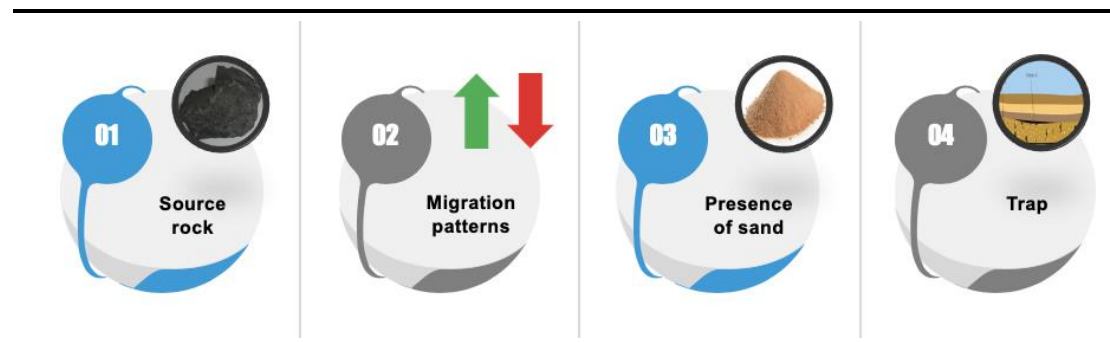 01
Source
rock
02
Migration
patterns
03
Presence
of sand
04
Trap